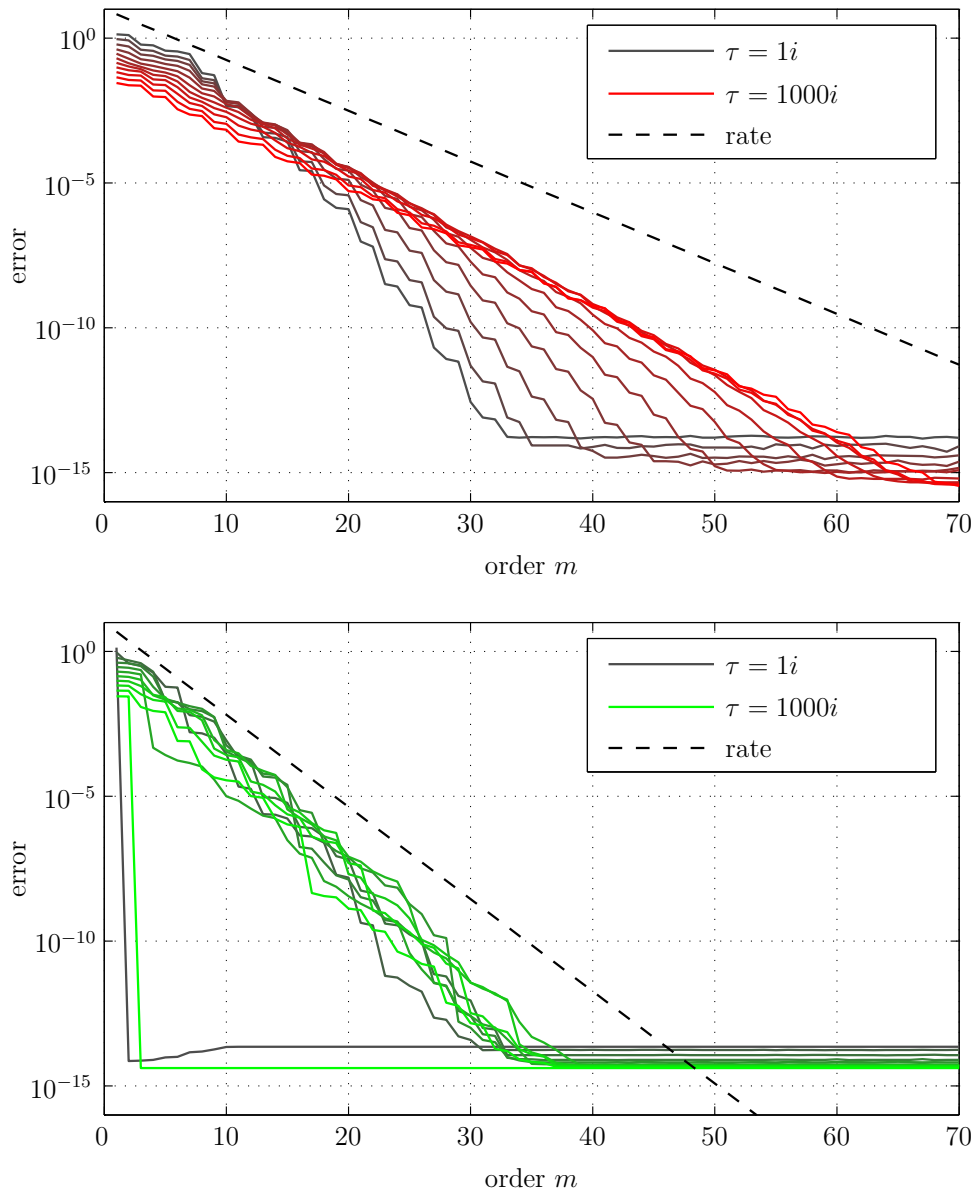 10^0
10^{-5}
10^{-10}
10^{-15}
error
τ = 1i
τ = 1000i
rate
0 10 20 30 40 50 60 70
order m
10^0
10^{-5}
10^{-10}
10^{-15}
error
τ = 1i
τ = 1000i
rate
0 10 20 30 40 50 60 70
order m